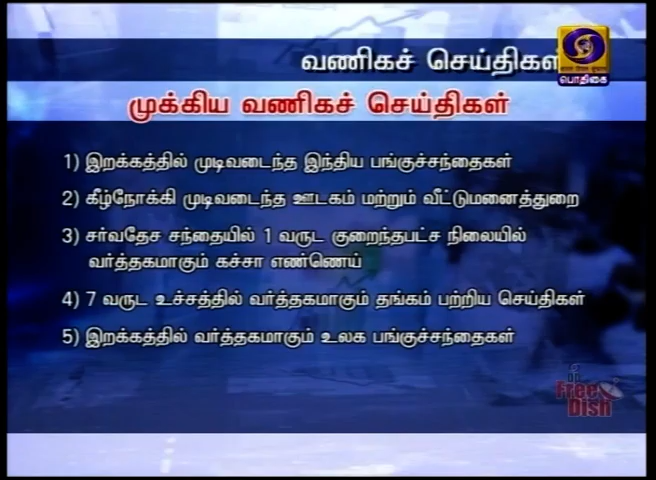 வணிகச் செய்திகள்
பொதிகை
முக்கிய வணிகச் செய்திகள்
1) இறக்கத்தில் முடிவடைந்த இந்திய பங்குச்சந்தைகள்
2) கீழ்நோக்கி முடிவடைந்த ஊடகம் மற்றும் வீட்டுமனைத்துறை
3) சர்வதேச சந்தையில் 1 வருட குறைந்தபட்ச நிலையில்
வர்த்தகமாகும் கச்சா எண்ணெய்
4) 7 வருட உச்சத்தில் வர்த்தகமாகும் தங்கம் பற்றிய செய்திகள்
5) இறக்கத்தில் வர்த்தகமாகும் உலக பங்குச்சந்தைகள்
on
Free
Dish